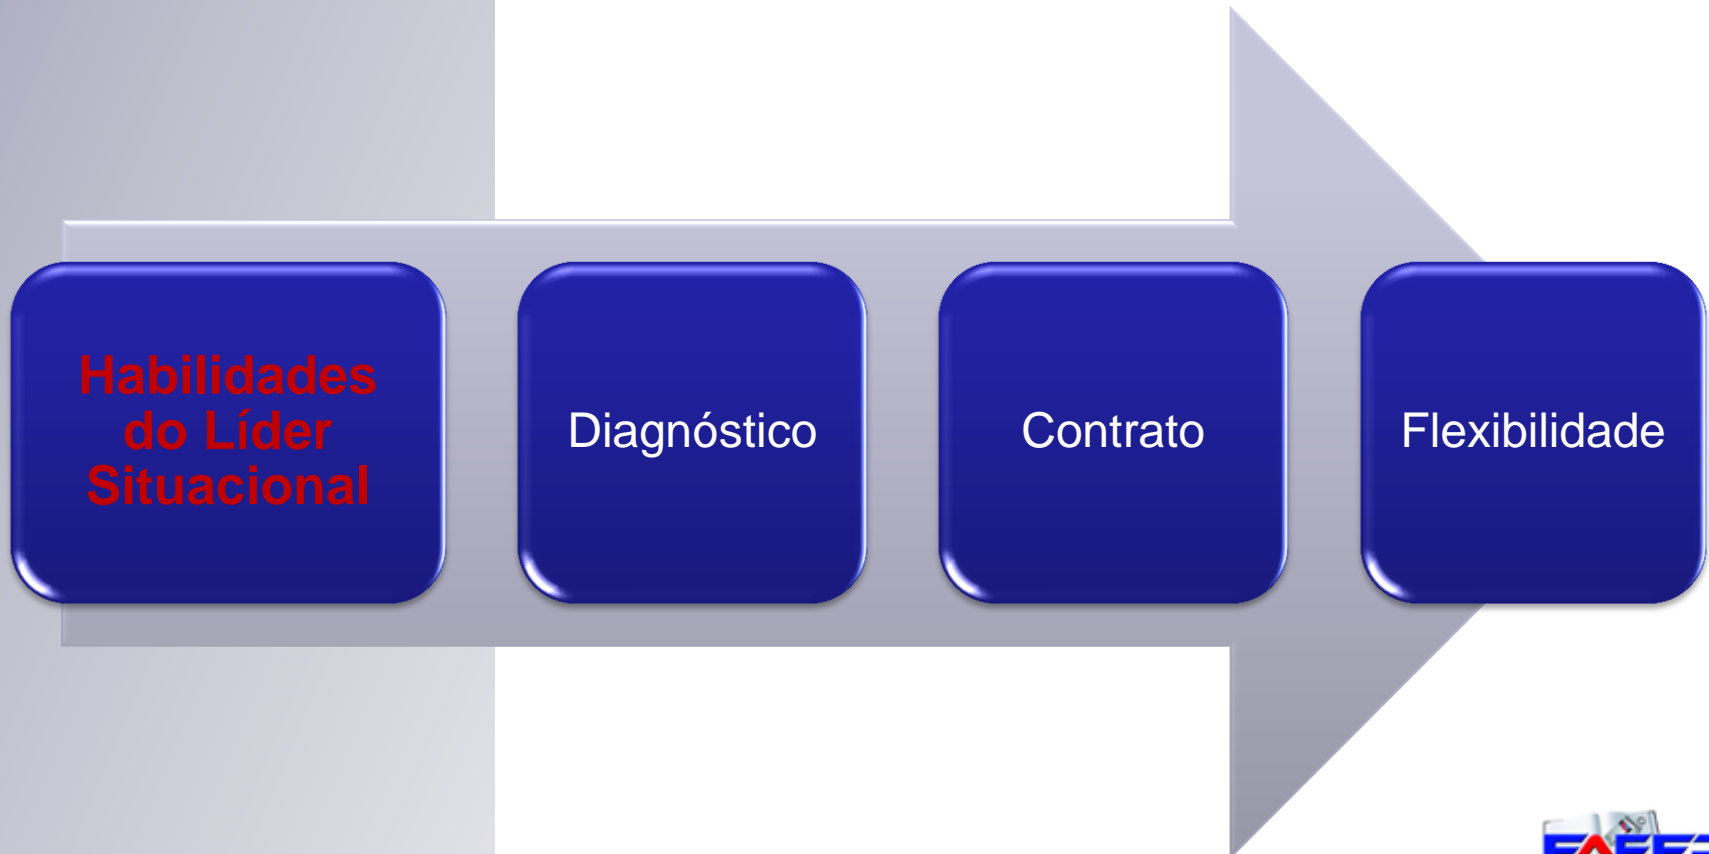 Habilidades
do Líder
Situacional
Diagnóstico
Contrato
Flexibilidade